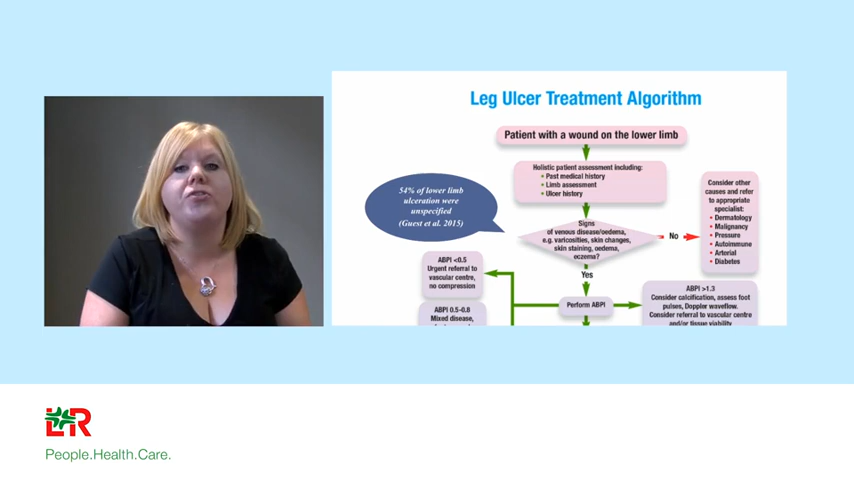 Leg Ulcer Treatment Algorithm
Patient with a wound on the lower limb
Holistic patient assessment including:
• Past medical history
• Limb assessment
• Ulcer history
54% of lower limb
ulceration were
unspecified
(Guest et al. 2015)
Consider other
causes and refer
to appropriate
specialist:
• Dermatology
• Malignancy
• Pressure
• Autoimmune
• Arterial
• Diabetes
Signs
of venous disease/oedema,
e.g. varicosities, skin changes,
skin staining, oedema,
eczema?
No
Yes
ABPI <0.5
Urgent referral to
vascular centre,
no compression
Perform ABPI
ABPI >1.3
Consider calcification, assess foot
pulses, Doppler waveflow.
Consider referral to vascular centre
and/or tissue viability
ABPI 0.5-0.8
Mixed disease,
L&R
People.Health.Care.